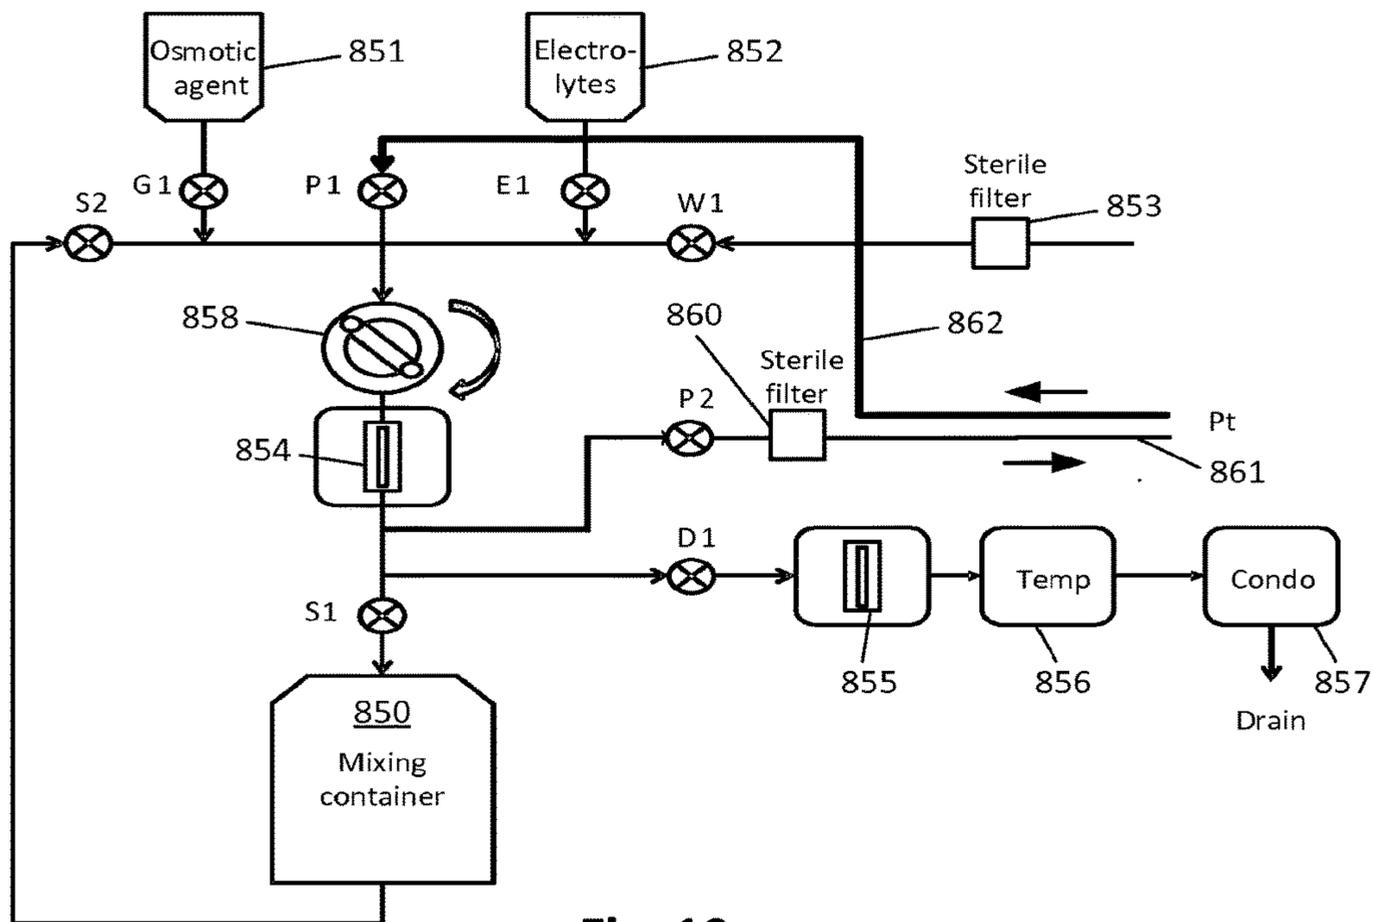 Osmotic
agent
851
Electro-
lytes
852
G1
P1
E1
S2
W1
Sterile
filter
853
858
860
862
Sterile
filter
P2
Pt
861
854
D1
S1
Temp
Condo
855
856
857
Drain
850
Mixing
container